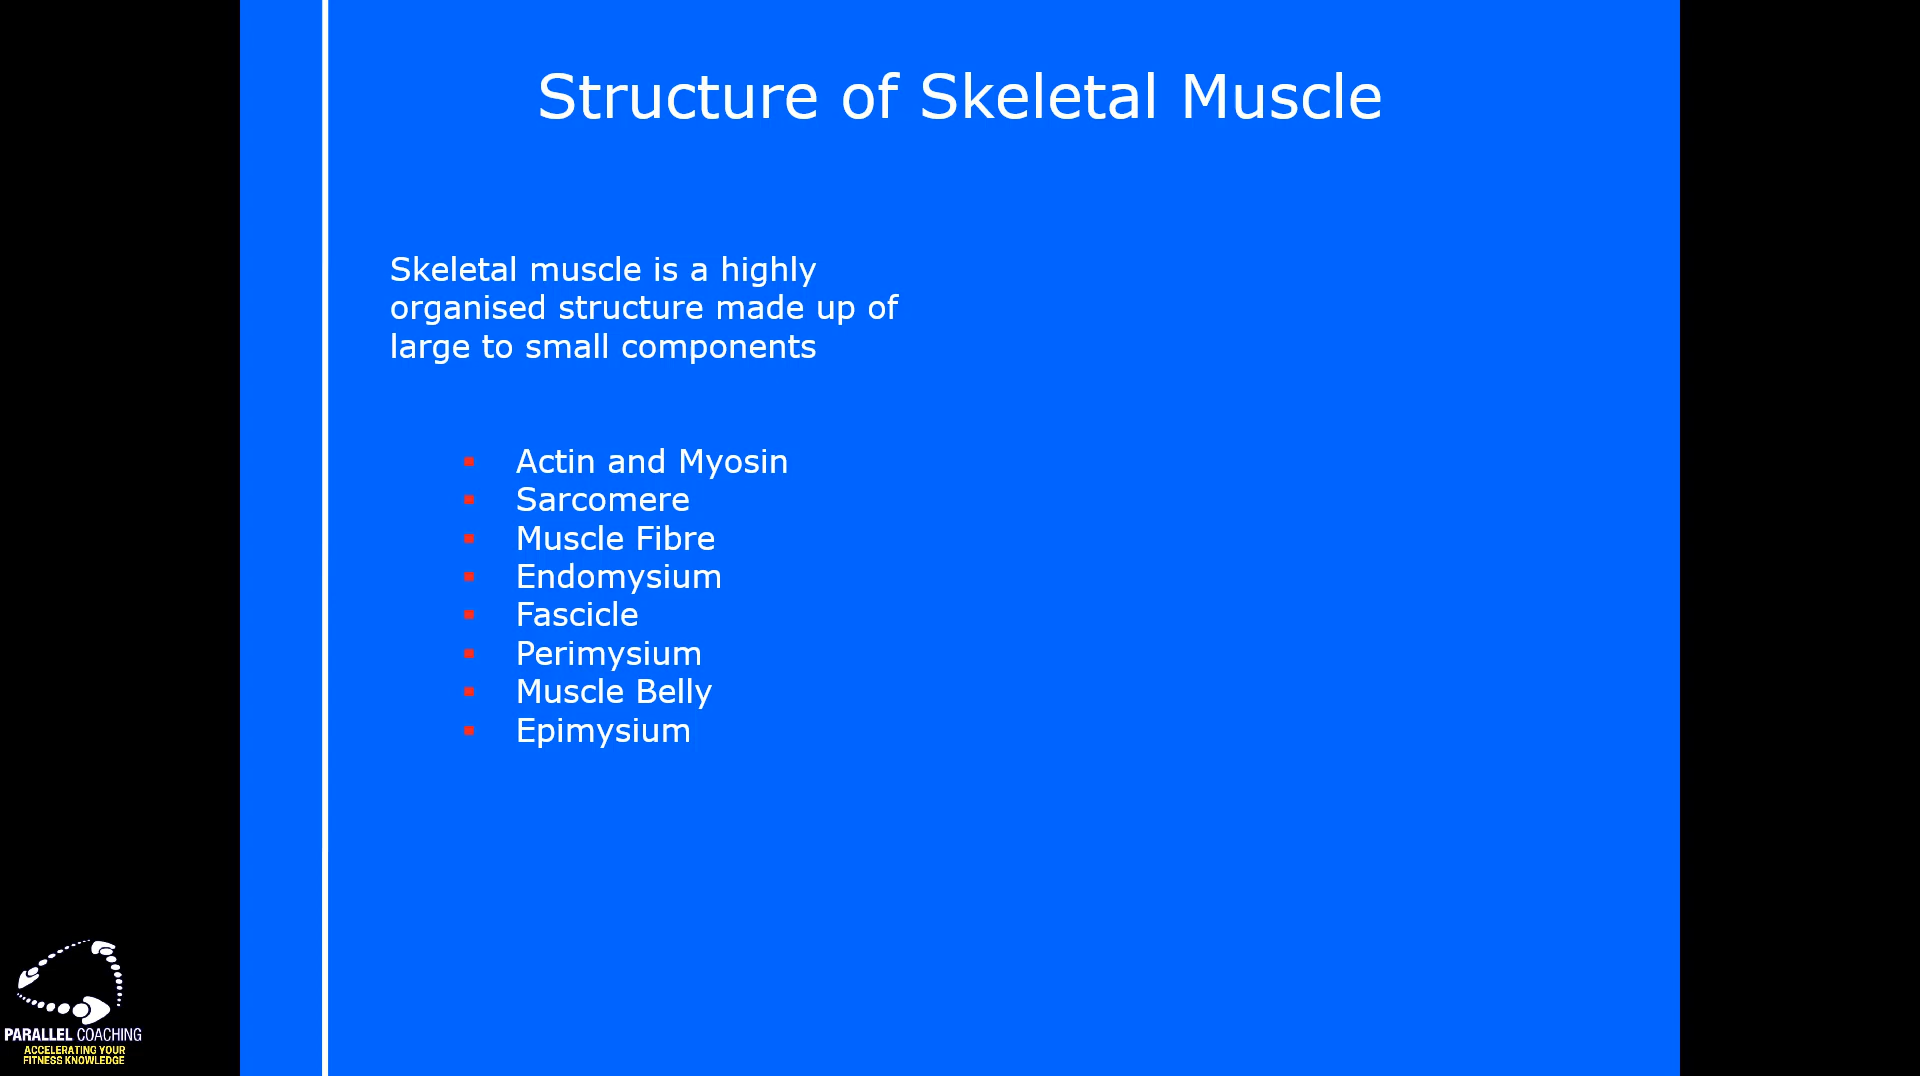 Structure of Skeletal Muscle
Skeletal muscle is a highly
organised structure made up of
large to small components
Actin and Myosin
Sarcomere
Muscle Fibre
Endomysium
Fascicle
Perimysium
Muscle Belly
Epimysium
PARALLEL COACHING
ACCELERATING YOUR
FITNESS KNOWLEDGE